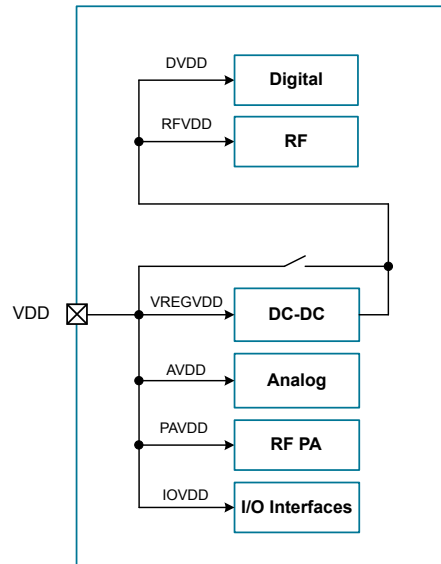 DVDD
Digital
RFVDD
RF
VDD
VREGVDD
DC-DC
AVDD
Analog
PAVDD
RF PA
IOVDD
I/O Interfaces